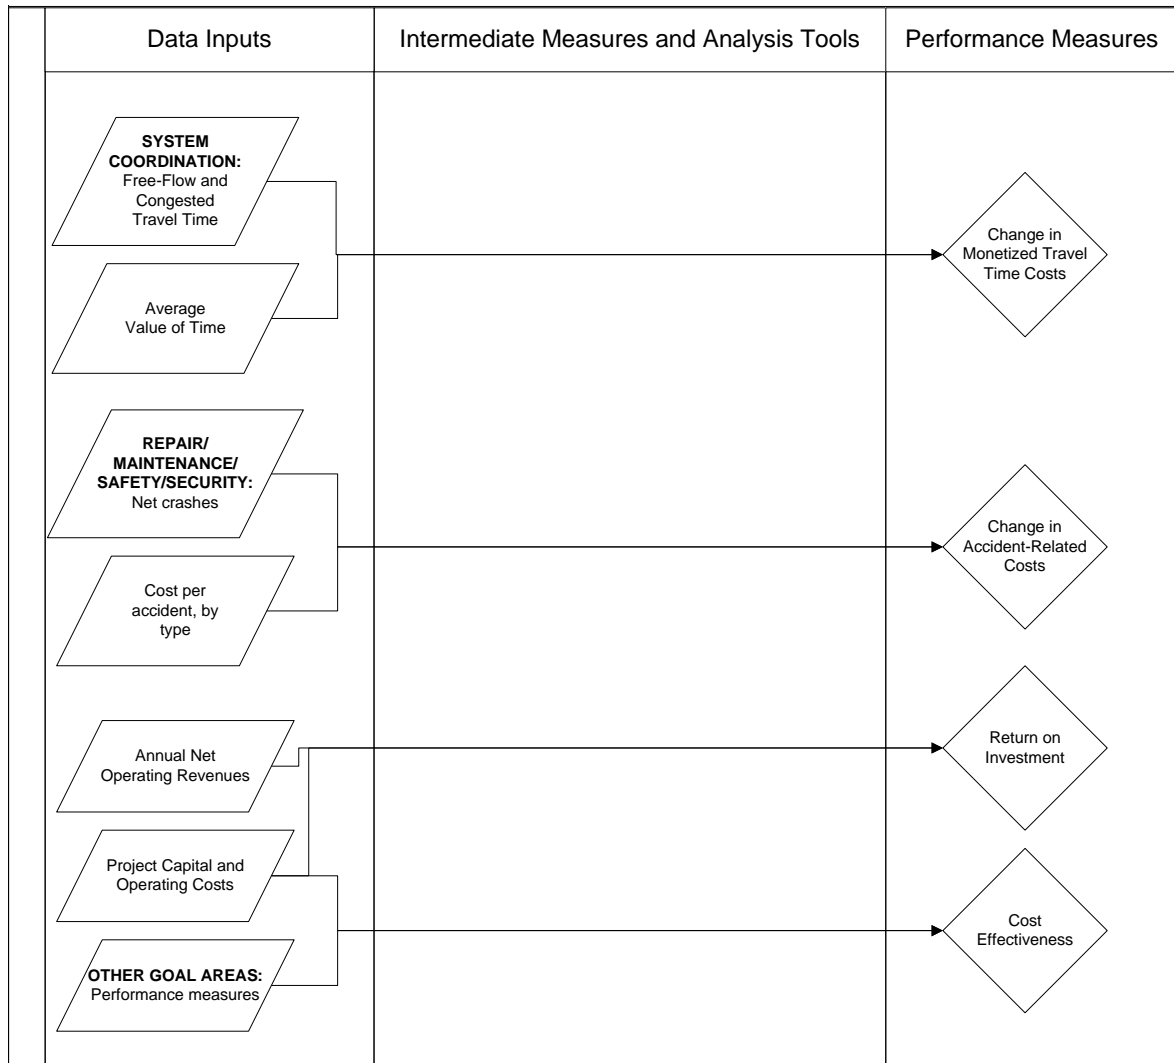 Data Inputs
Intermediate Measures and Analysis Tools
Performance Measures
SYSTEM
COORDINATION:
Free-Flow and
Congested
Travel Time
Average
Value of Time
Change in
Monetized Travel
Time Costs
REPAIR/
MAINTENANCE/
SAFETY/SECURITY:
Net crashes
Cost per
accident, by
type
Change in
Accident-Related
Costs
Annual Net
Operating Revenues
Return on
Investment
Project Capital and
Operating Costs
OTHER GOAL AREAS:
Performance measures
Cost
Effectiveness